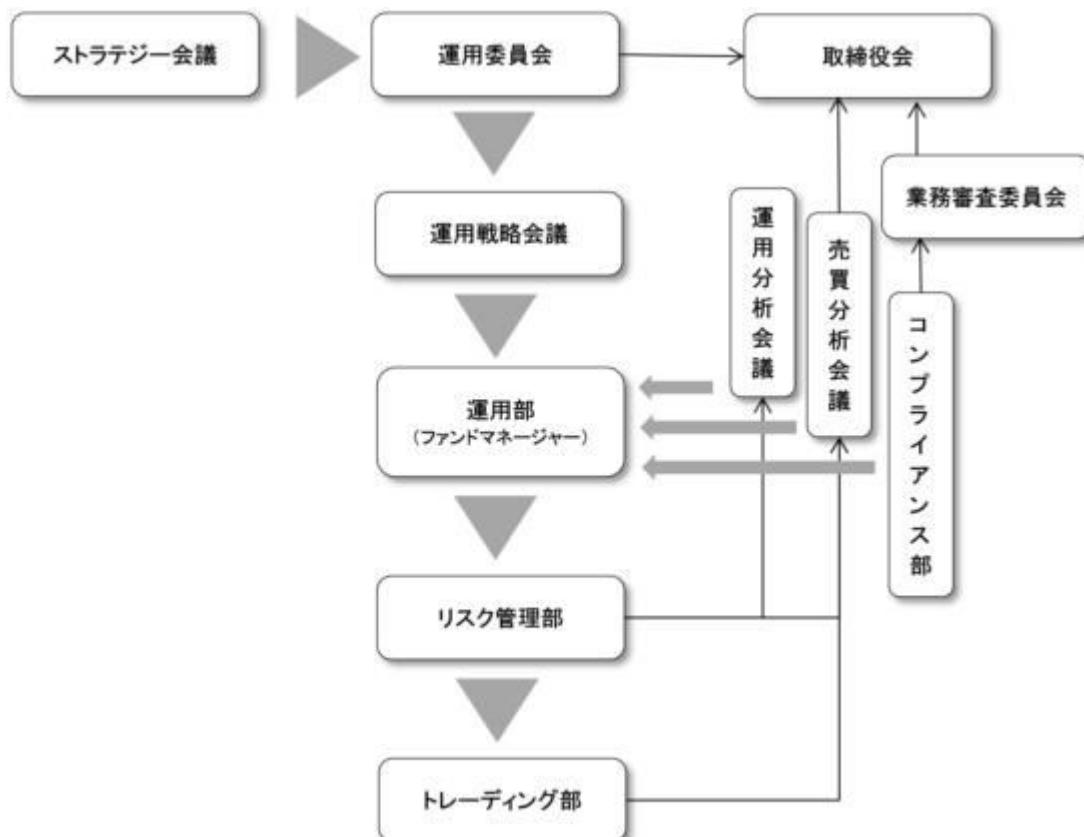 ストラテジー会議
運用委員会
取締役会
業務審査委員会
運用戦略会議
運用分析会議
売買分析会議
コンプライアンス部
運用部
(ファンドマネージャー)
リスク管理部
トレーディング部